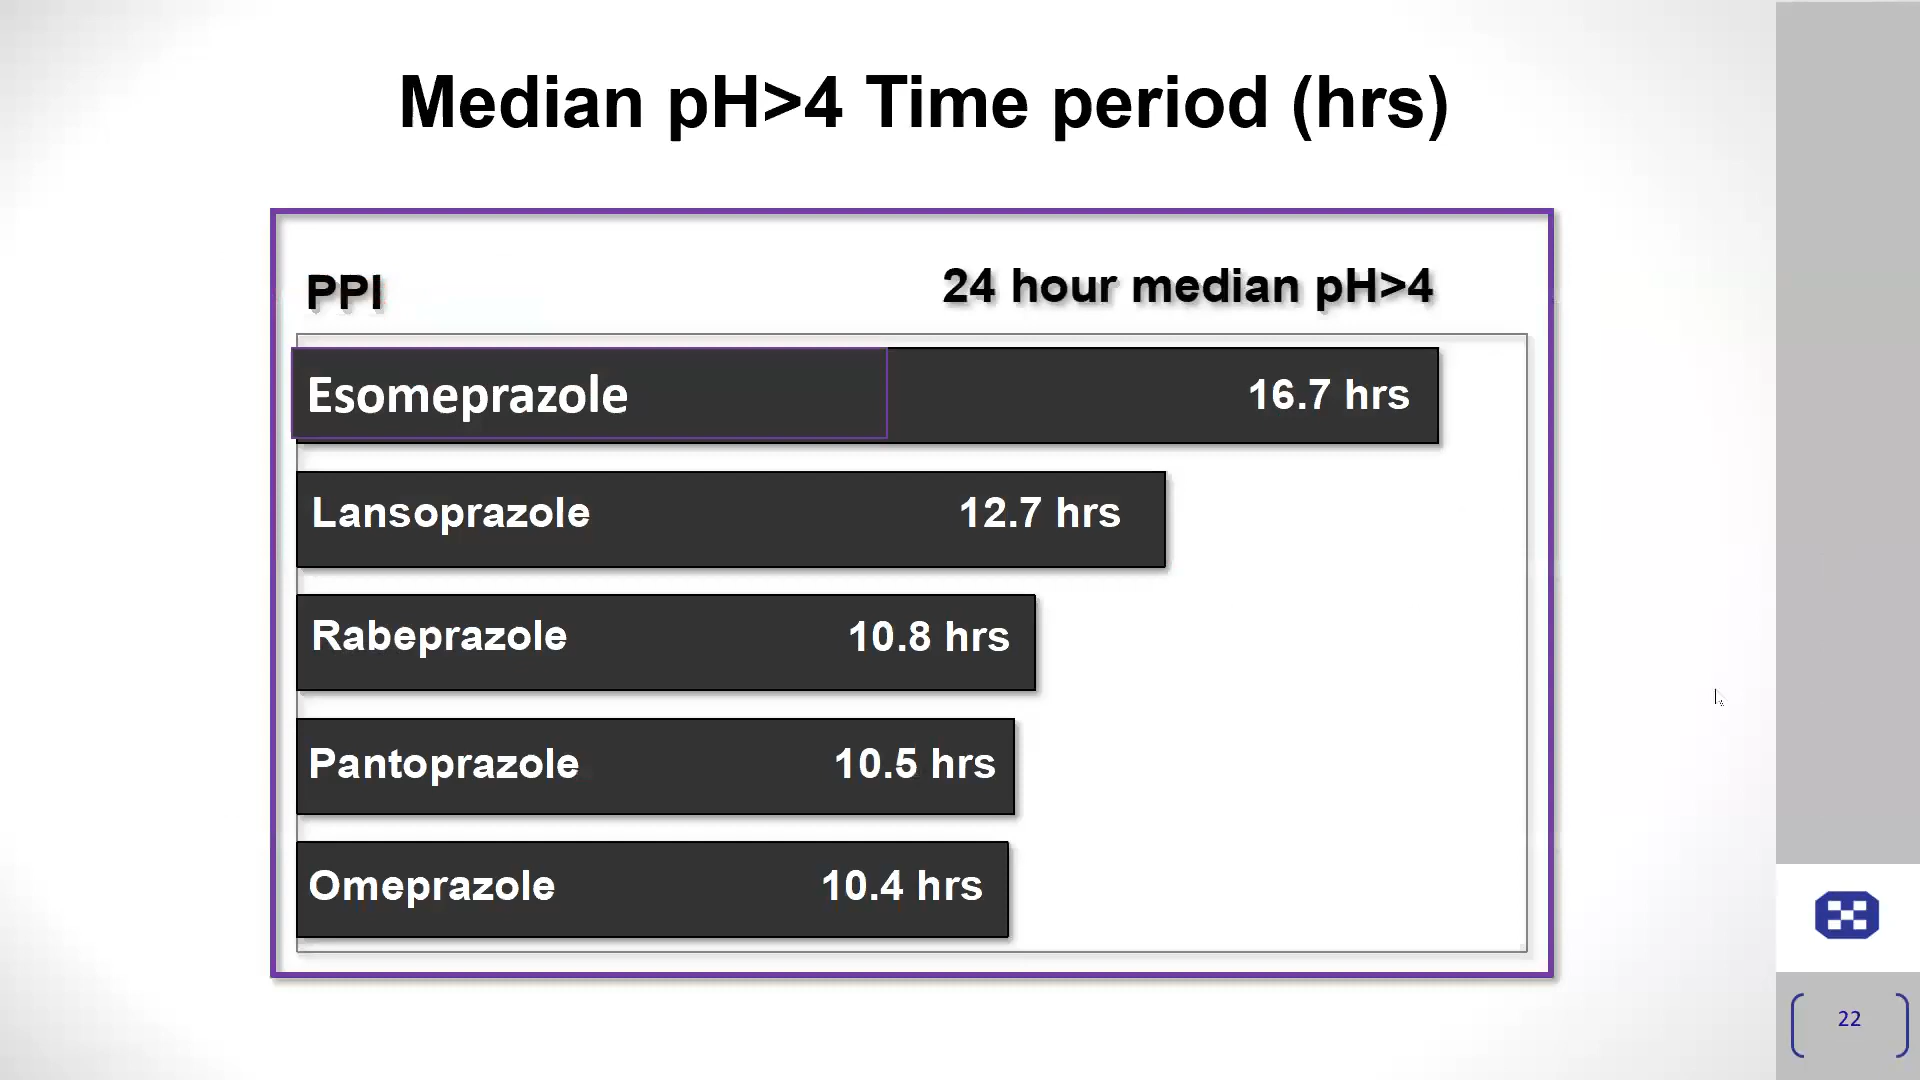 Median pH>4 Time period (hrs)
PPI
24 hour median pH>4
Esomeprazole
16.7 hrs
Lansoprazole
12.7 hrs
Rabeprazole
10.8 hrs
Pantoprazole
10.5 hrs
Omeprazole
10.4 hrs
22